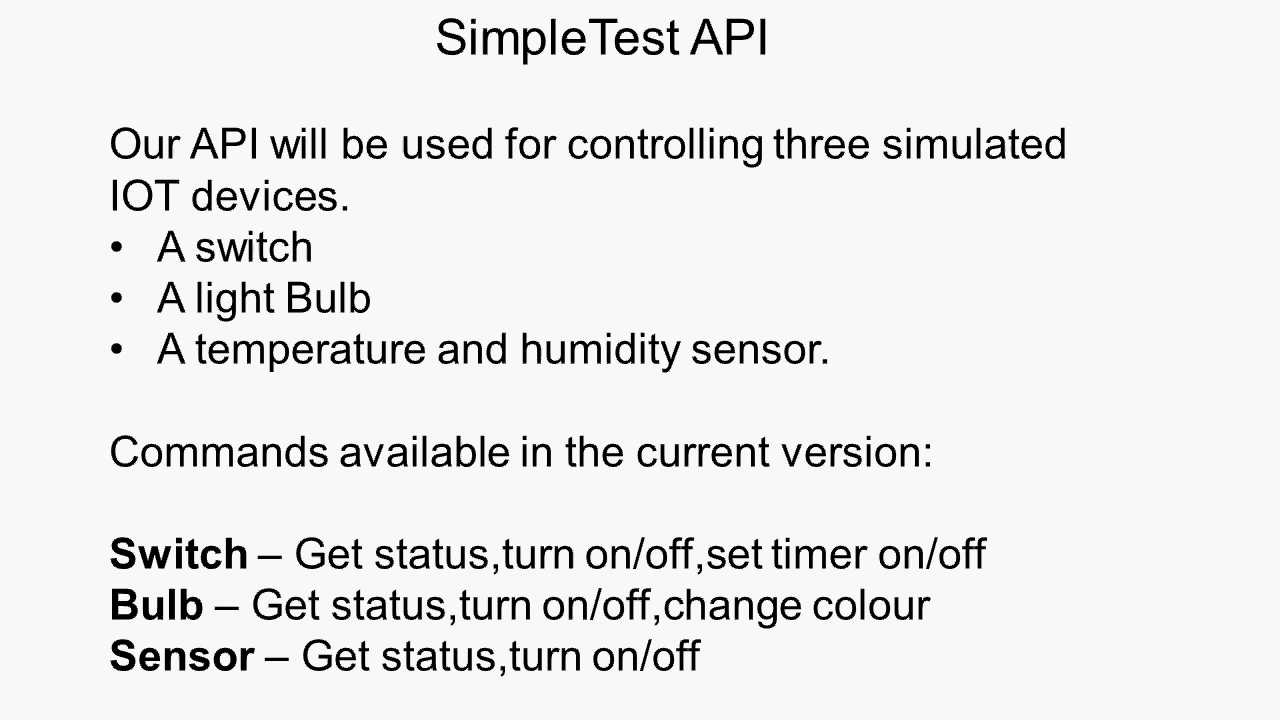 SimpleTest API
Our API will be used for controlling three simulated
IOT devices.
• A switch
• A light Bulb
• A temperature and humidity sensor.
Commands available in the current version:
Switch – Get status,turn on/off,set timer on/off
Bulb – Get status,turn on/off,change colour
Sensor – Get status,turn on/off